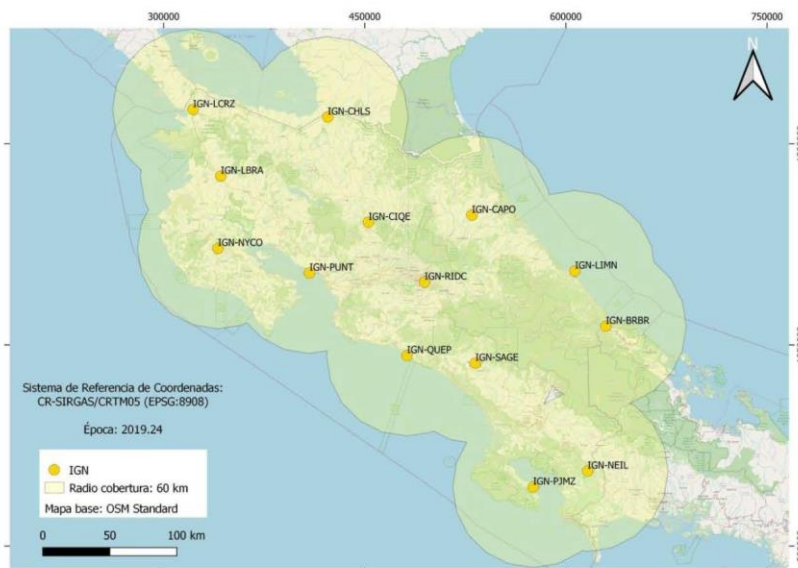 300000 450000 600000 750000
N
IGN-LCRZ
IGN-CHLS
IGN-LBRA
IGN-CAPO
IGN-CIQE
IGN-NYCO
IGN-PUNT
IGN-RIDC
IGN-LIMN
IGN-BRBR
IGN-QUEP
IGN-SAGE
IGN-NEIL
IGN-PJMZ
Sistema de Referencia de Coordenadas:
CR-SIRGAS/CRTM05 (EPSG:8908)
Época: 2019.24
IGN
Radio cobertura: 60 km
Mapa base: OSM Standard
0 50 100 km